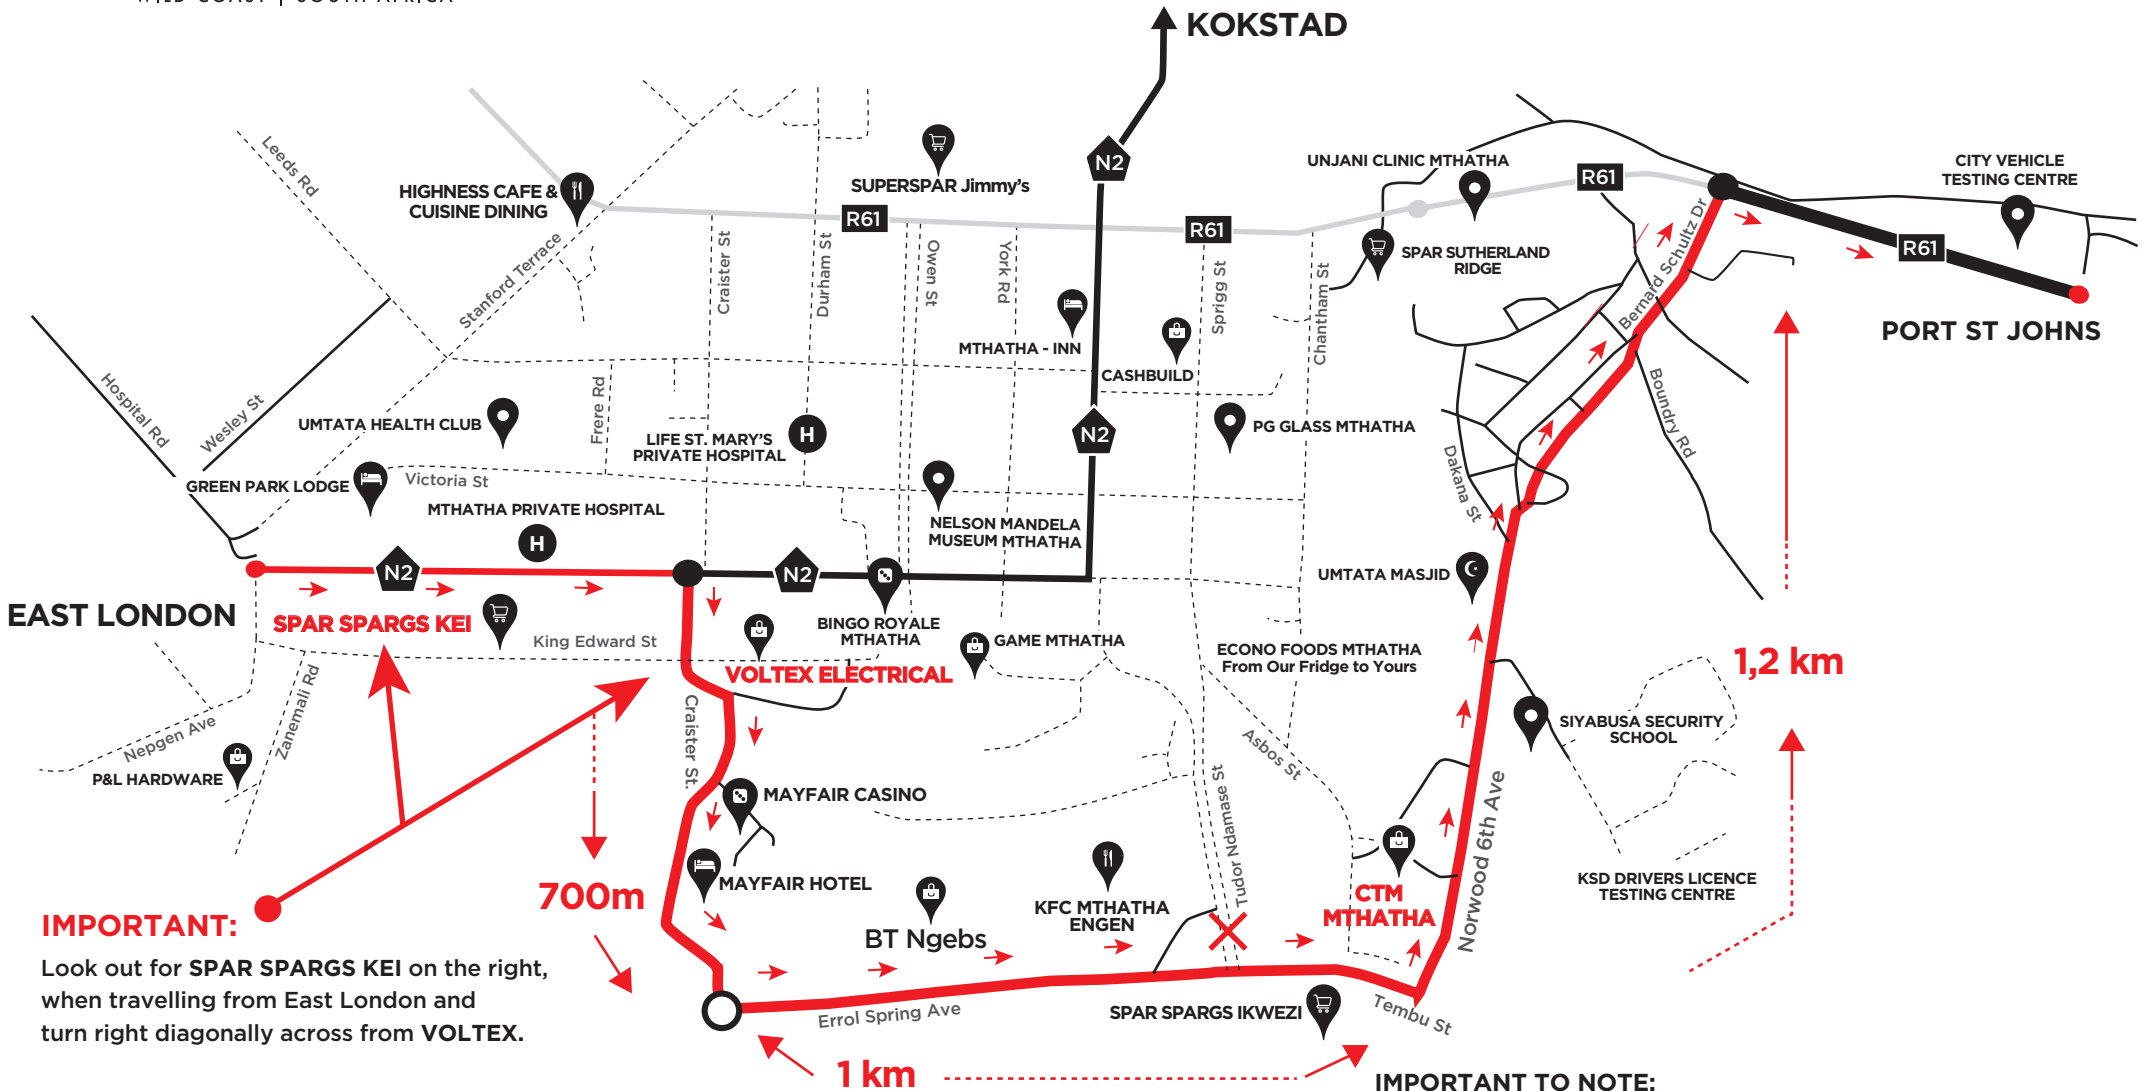 WILD COAST | SOUTH AFRICA
KOKSTAD
N2
UNJANI CLINIC MTHATHA
R61
CITY VEHICLE
TESTING CENTRE
Leeds Rd
HIGHNESS CAFE &
CUISINE DINING
SUPERSPAR Jimmy's
R61
R61
SPAR SUTHERLAND
RIDGE
Bernard Schultz Dr
R61
PORT ST JOHNS
Stanford Terrace
Craister St
Durham St
Owen St
York Rd
Sprigg St
Chantham St
MTHATHA - INN
CASHBUILD
Hospital Rd
Wesley St
UMTATA HEALTH CLUB
Frere Rd
LIFE ST. MARY'S
PRIVATE HOSPITAL
H
N2
PG GLASS MTHATHA
Boundry Rd
Dakana St
GREEN PARK LODGE
Victoria St
MTHATHA PRIVATE HOSPITAL
H
NELSON MANDELA
MUSEUM MTHATHA
N2
N2
UMTATA MASJID
EAST LONDON
SPAR SPARGS KEI
King Edward St
BINGO ROYALE
MTHATHA
GAME MTHATHA
VOLTEX ELECTRICAL
ECONO FOODS MTHATHA
From Our Fridge to Yours
1,2 km
Zanemali Rd
Nepgen Ave
P&L HARDWARE
Craister St.
SIYABUSA SECURITY
SCHOOL
Asbos St
MAYFAIR CASINO
Tudor Ndamase St
Norwood 6th Ave
MAYFAIR HOTEL
700m
BT Ngebs
KFC MTHATHA
ENGEN
CTM
MTHATHA
KSD DRIVERS LICENCE
TESTING CENTRE
IMPORTANT:
Look out for SPAR SPARGS KEI on the right,
when travelling from East London and
turn right diagonally across from VOLTEX.
Errol Spring Ave
SPAR SPARGS IKWEZI
Tembu St
1 km
IMPORTANT TO NOTE: